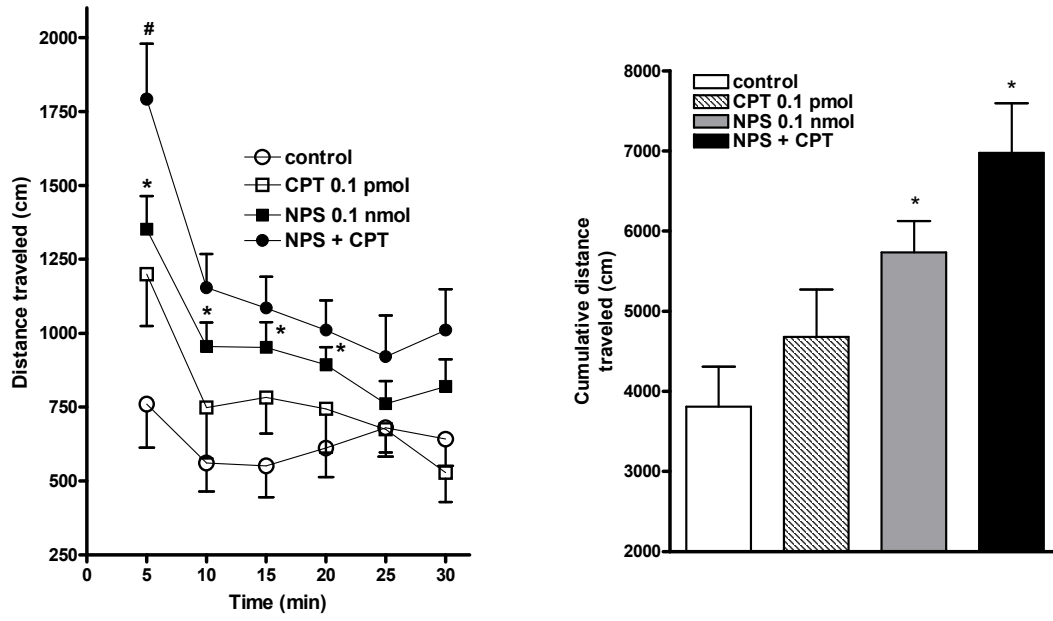 2000
1750
1500
1250
1000
750
500
250
Distance traveled (cm)
#
*
*
*
*
control
CPT 0.1 pmol
NPS 0.1 nmol
NPS + CPT
0 5 10 15 20 25 30
Time (min)
8000
7000
6000
5000
4000
3000
2000
Cumulative distance
traveled (cm)
control
CPT 0.1 pmol
NPS 0.1 nmol
NPS + CPT
*
*